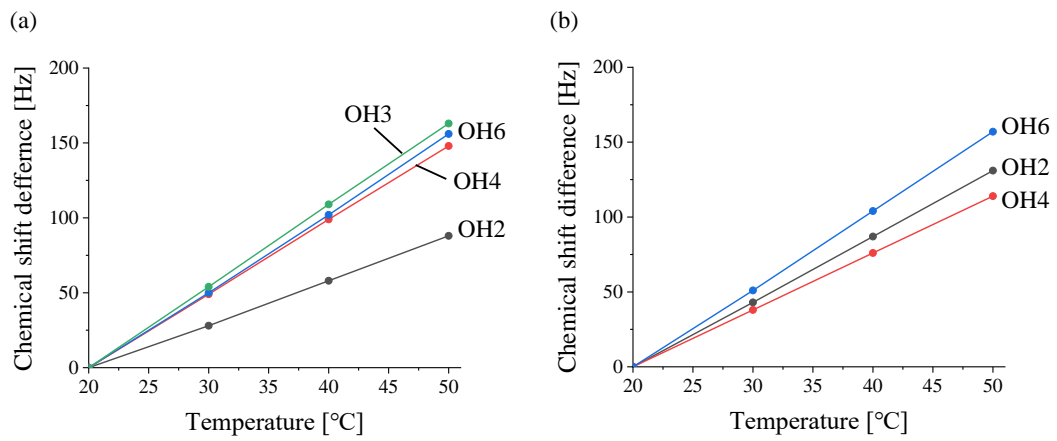 (a)
Chemical shift defference [Hz]
200
150
100
50
0
20 25 30 35 40 45 50
Temperature [°C]
OH3
OH6
OH4
OH2
(b)
Chemical shift difference [Hz]
200
150
100
50
0
20 25 30 35 40 45 50
Temperature [°C]
OH6
OH2
OH4